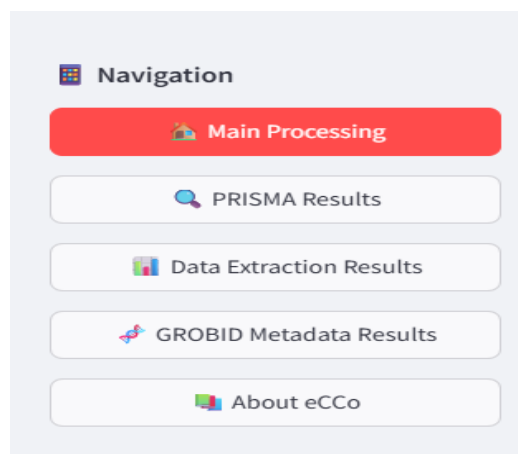 Navigation
Main Processing
PRISMA Results
Data Extraction Results
GROBID Metadata Results
About eCCo